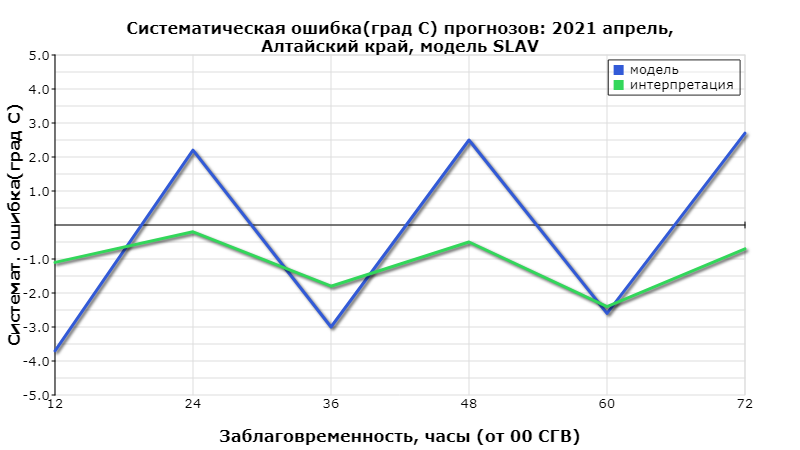 Систематическая ошибка(град C) прогнозов: 2021 апрель,
Алтайский край, модель SLAV
модель
интерпретация
Системат. ошибка(град C)
5.0
4.0
3.0
2.0
1.0
-1.0
-2.0
-3.0
-4.0
-5.0
12 24 36 48 60 72
Заблаговременность, часы (от 00 СГВ)